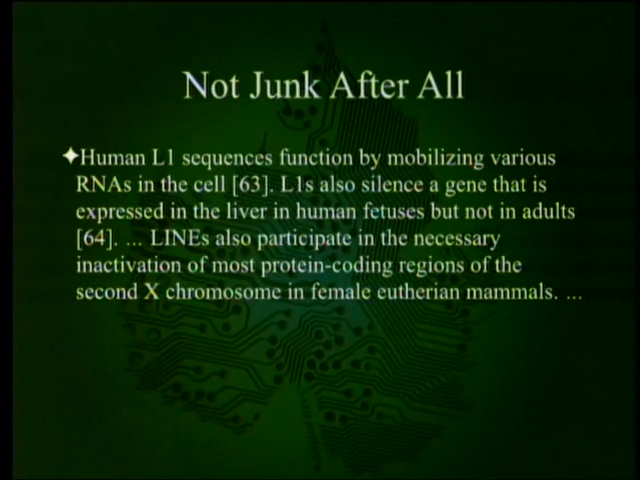 Not Junk After All
✦Human L1 sequences function by mobilizing various
RNAs in the cell [63]. L1s also silence a gene that is
expressed in the liver in human fetuses but not in adults
[64]. ... LINEs also participate in the necessary
inactivation of most protein-coding regions of the
second X chromosome in female eutherian mammals. ...